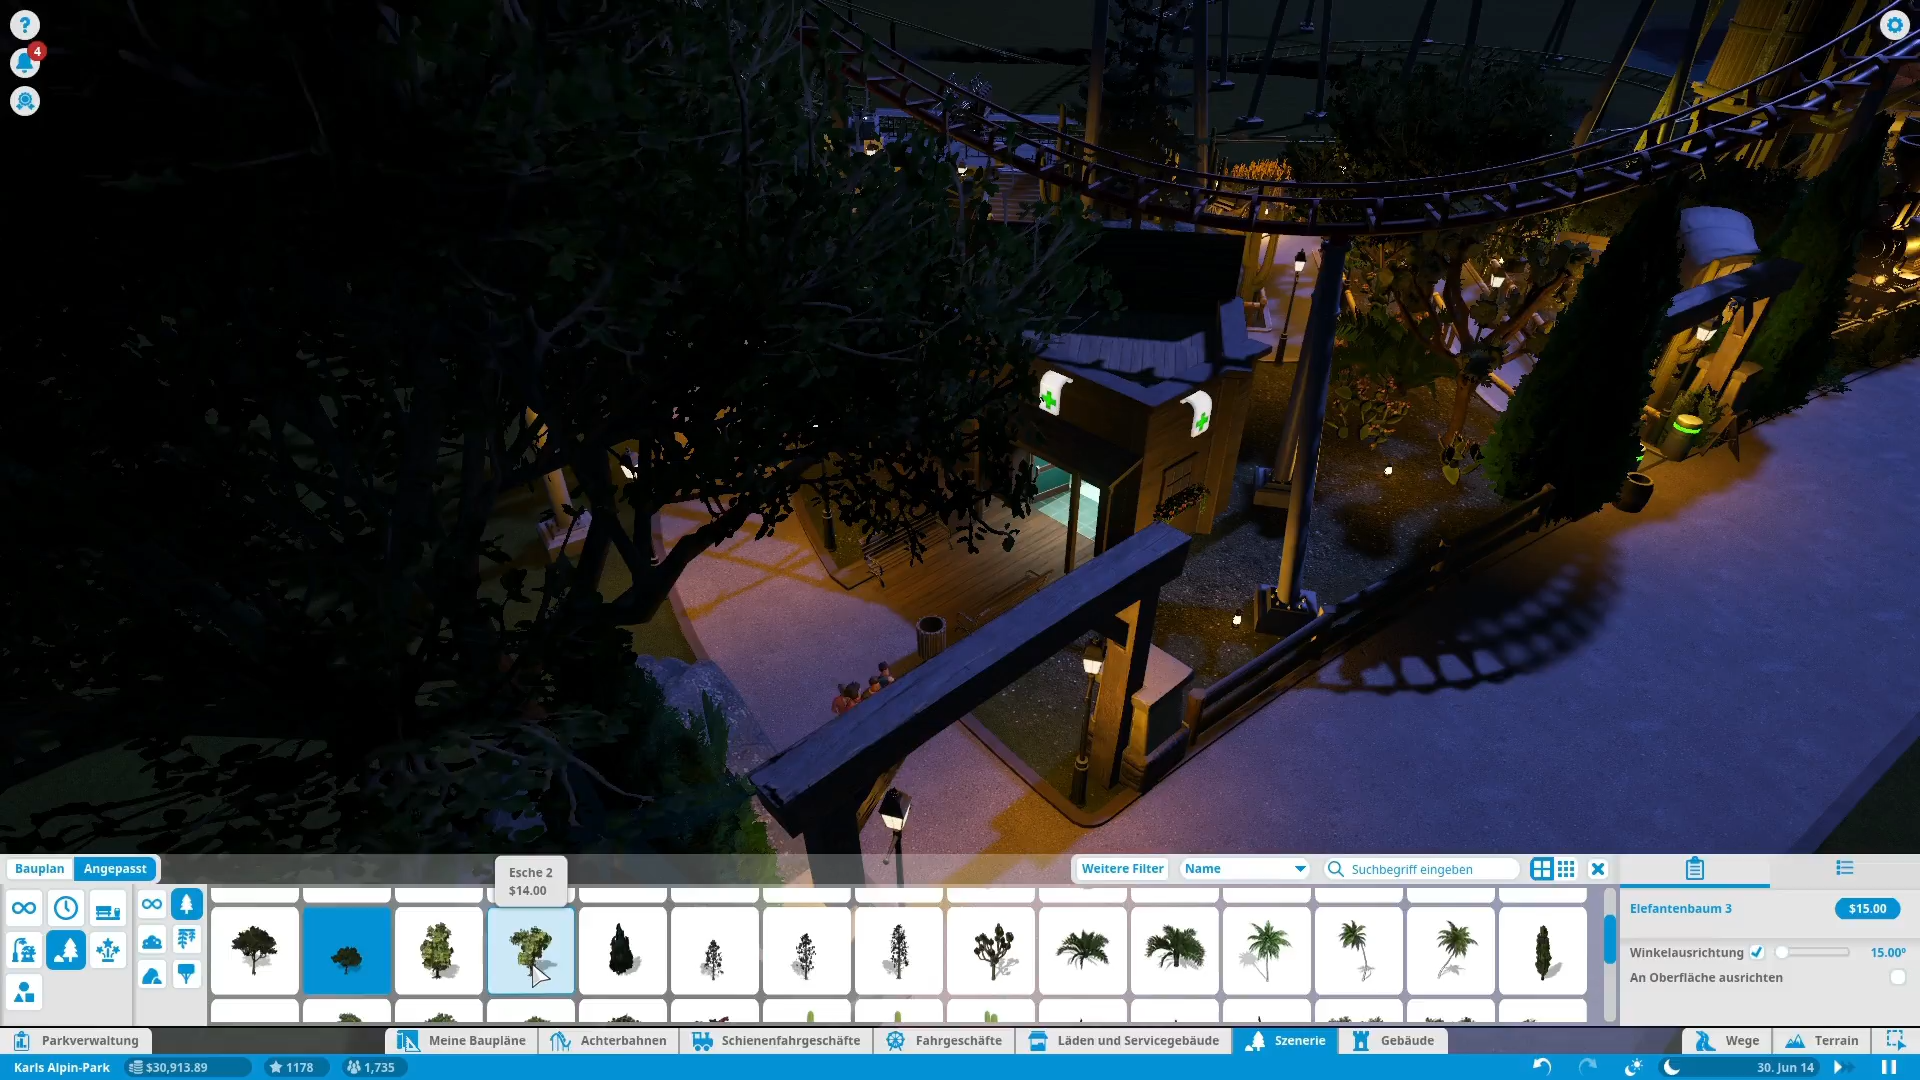 4
Bauplan
Angepasst
Esche 2
$14.00
Weitere Filter
Name
Suchbegriff eingeben
Elefantenbaum 3
$15.00
Winkelausrichtung
15.00°
An Oberfläche ausrichten
Parkverwaltung
Meine Baupläne
Achterbahnen
Schienenfahrgeschäfte
Fahrgeschäfte
Läden und Servicegebäude
Szenerie
Gebäude
Wege
Terrain
Karls Alpin-Park
$30,913.89
1178
1,735
30. Jun 14